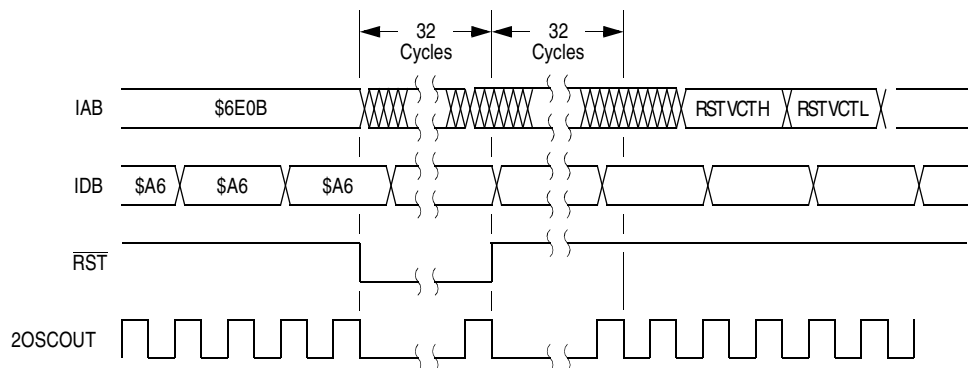 32 Cycles 32 Cycles
IAB $6E0B RSTVCTH RSTVCTL
IDB $A6 $A6 $A6
RST
2OSCOUT